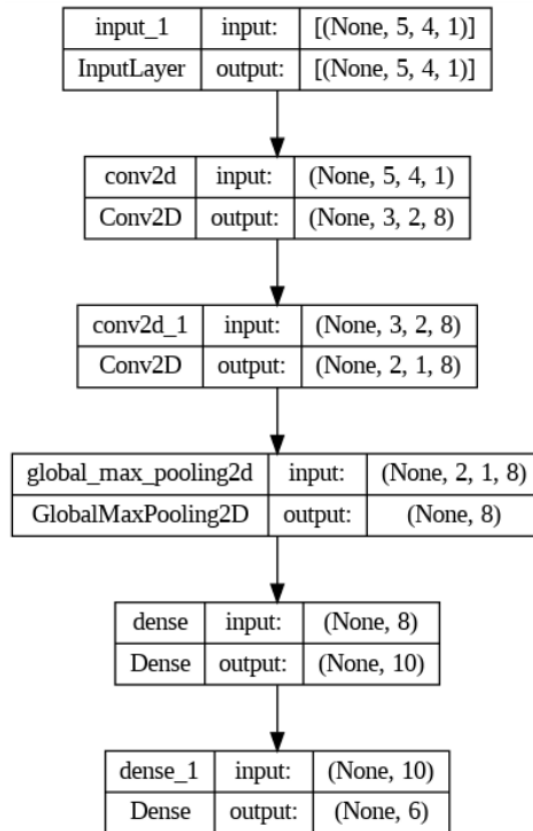 input_1 input: [(None, 5, 4, 1)]
InputLayer output: [(None, 5, 4, 1)]
conv2d input: (None, 5, 4, 1)
Conv2D output: (None, 3, 2, 8)
conv2d_1 input: (None, 3, 2, 8)
Conv2D output: (None, 2, 1, 8)
global_max_pooling2d input: (None, 2, 1, 8)
GlobalMaxPooling2D output: (None, 8)
dense input: (None, 8)
Dense output: (None, 10)
dense_1 input: (None, 10)
Dense output: (None, 6)